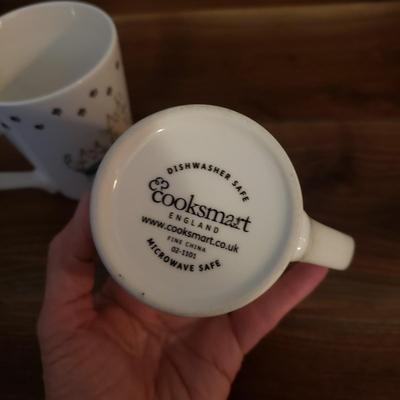 DISHWASHER SAFE
cooksmart
ENGLAND
www.cooksmart.co.uk
FINE CHINA
02-1101
MICROWAVE SAFE